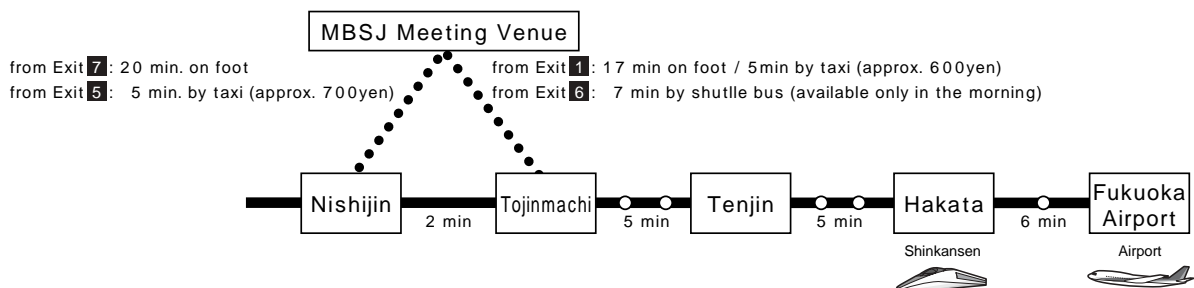 MBSJ Meeting Venue
from Exit 7: 20 min. on foot
from Exit 5: 5 min. by taxi (approx. 700yen)
from Exit 1: 17 min on foot / 5min by taxi (approx. 600yen)
from Exit 6: 7 min by shutlle bus (available only in the morning)
Nishijin
2 min
Tojinmachi
5 min
Tenjin
5 min
Hakata
6 min
Fukuoka
Airport
Shinkansen
Airport